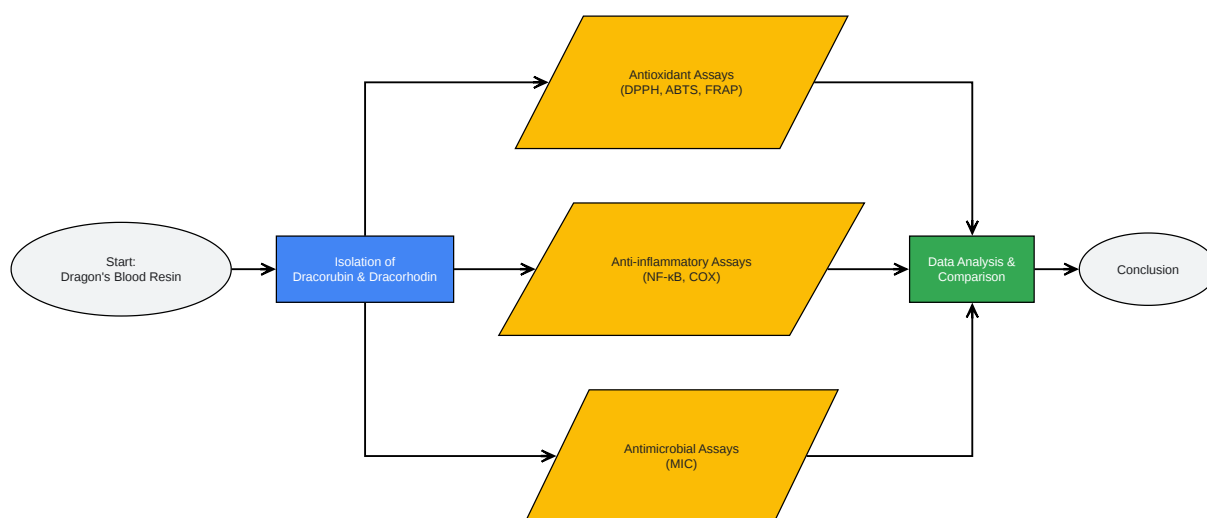 Start:
Dragon's Blood Resin
Isolation of
Dracorubin & Dracorhodin
Antioxidant Assays
(DPPH, ABTS, FRAP)
Anti-inflammatory Assays
(NF-κB, COX)
Antimicrobial Assays
(MIC)
Data Analysis &
Comparison
Conclusion